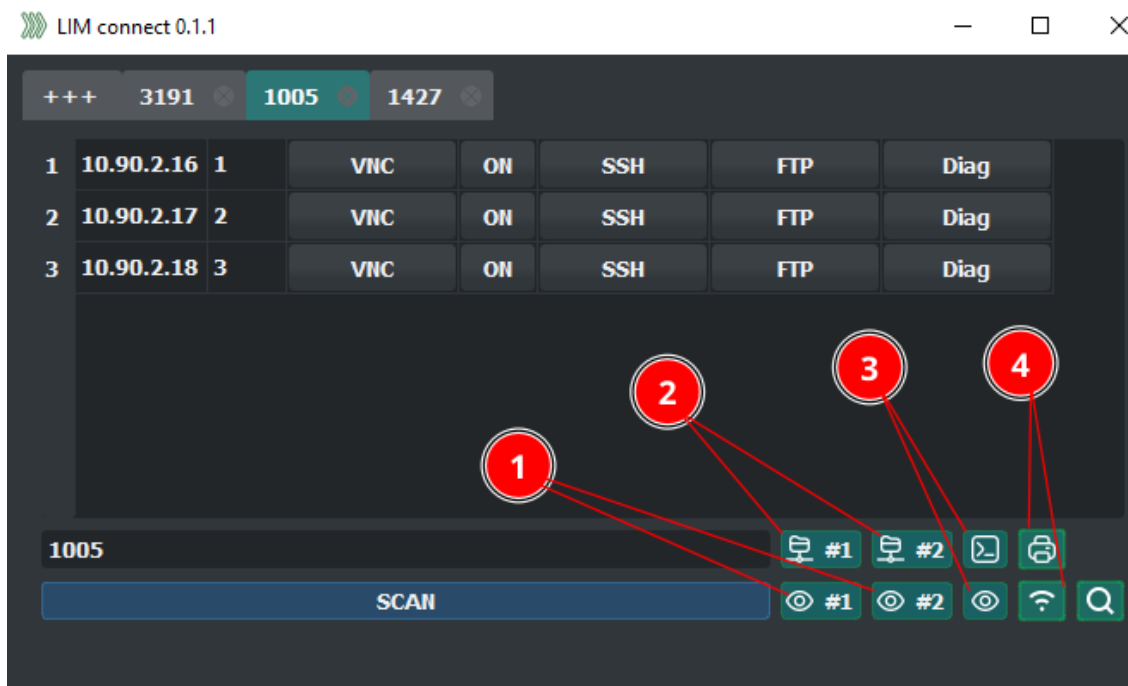 LIM connect 0.1.1
+++ 3191 1005 1427
1 10.90.2.16 1 VNC ON SSH FTP Diag
2 10.90.2.17 2 VNC ON SSH FTP Diag
3 10.90.2.18 3 VNC ON SSH FTP Diag
3 4
2
1
1005 #1 #2
SCAN #1 #2